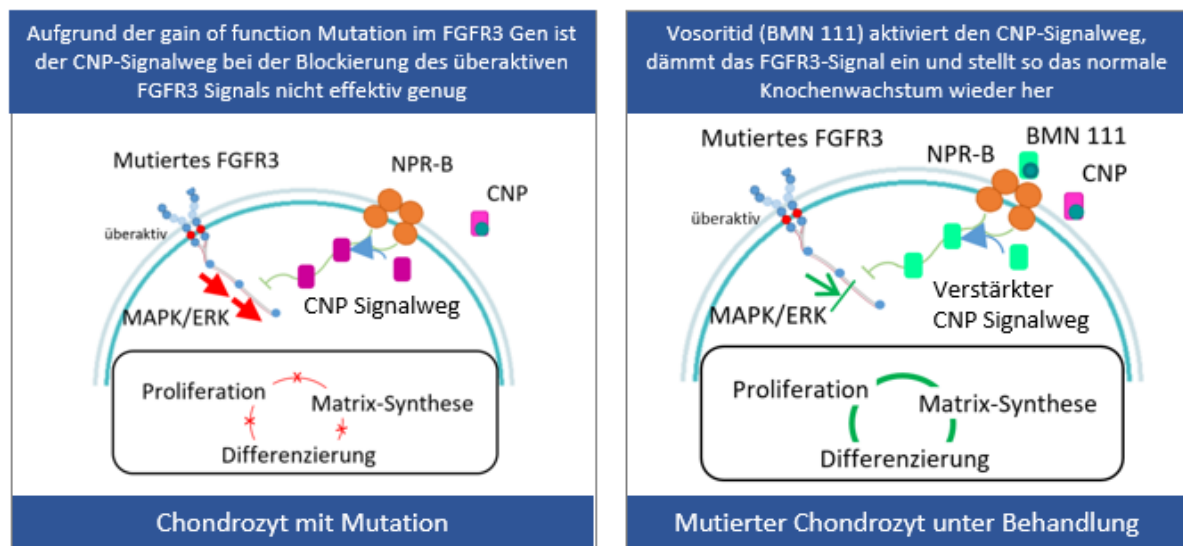 Aufgrund der gain of function Mutation im FGFR3 Gen ist
der CNP-Signalweg bei der Blockierung des überaktiven
FGFR3 Signals nicht effektiv genug
Mutiertes FGFR3
NPR-B
CNP
überaktiv
MAPK/ERK
CNP Signalweg
Proliferation
Matrix-Synthese
Differenzierung
Chondrozyt mit Mutation
Vosoritid (BMN 111) aktiviert den CNP-Signalweg,
dämmt das FGFR3-Signal ein und stellt so das normale
Knochenwachstum wieder her
Mutiertes FGFR3
NPR-B
BMN 111
CNP
überaktiv
MAPK/ERK
Verstärkter
CNP Signalweg
Proliferation
Matrix-Synthese
Differenzierung
Mutierter Chondrozyt unter Behandlung